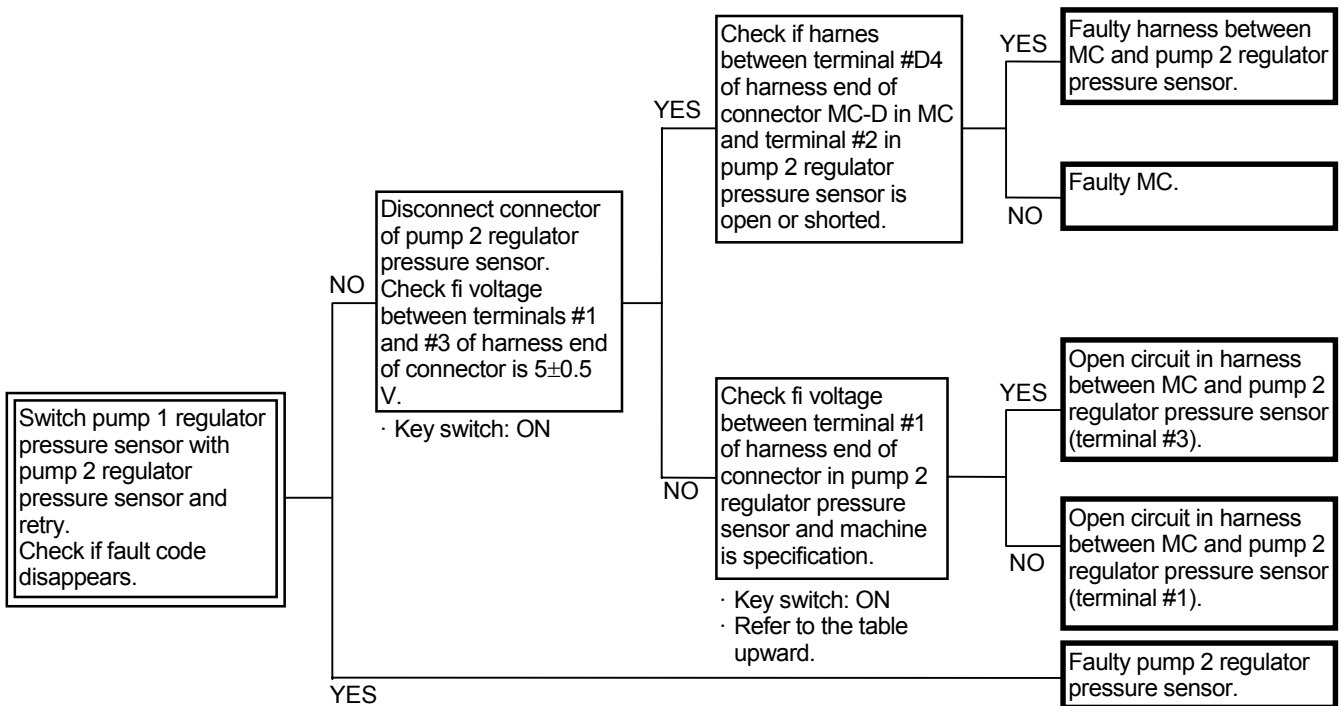 Switch pump 1 regulator
pressure sensor with
pump 2 regulator
pressure sensor and
retry.
Check if fault code
disappears.
NO
Disconnect connector
of pump 2 regulator
pressure sensor.
Check fi voltage
between terminals #1
and #3 of harness end
of connector is 5±0.5
V.
· Key switch: ON
YES
Check if harnes
between terminal #D4
of harness end of
connector MC-D in MC
and terminal #2 in
pump 2 regulator
pressure sensor is
open or shorted.
YES
Faulty harness between
MC and pump 2 regulator
pressure sensor.
NO
Faulty MC.
NO
Check fi voltage
between terminal #1
of harness end of
connector in pump 2
regulator pressure
sensor and machine
is specification.
· Key switch: ON
· Refer to the table
upward.
YES
Open circuit in harness
between MC and pump 2
regulator pressure sensor
(terminal #3).
NO
Open circuit in harness
between MC and pump 2
regulator pressure sensor
(terminal #1).
YES
Faulty pump 2 regulator
pressure sensor.